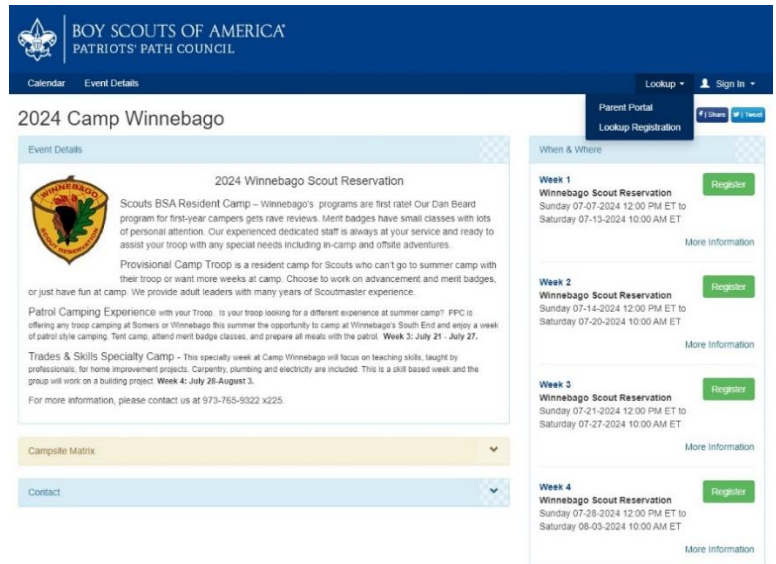 BOY SCOUTS OF AMERICA®
PATRIOTS' PATH COUNCIL
Calendar Event Details Lookup Sign In
Parent Portal
Lookup Registration
2024 Camp Winnebago
Share Tweet
Event Details
WINNEBAGO
SCOUT RESERVATION
2024 Winnebago Scout Reservation
Scouts BSA Resident Camp – Winnebago's programs are first rate! Our Dan Beard
program for first-year campers gets rave reviews. Merit badges have small classes with lots
of personal attention. Our experienced dedicated staff is always at your service and ready to
assist your troop with any special needs including in-camp and offsite adventures.
Provisional Camp Troop is a resident camp for Scouts who can't go to summer camp with
their troop or want more weeks at camp. Choose to work on advancement and merit badges,
or just have fun at camp. We provide adult leaders with many years of Scoutmaster experience.
Patrol Camping Experience with your Troop. Is your troop looking for a different experience at summer camp? PPC is
offering any troop camping at Somers or Winnebago this summer the opportunity to camp at Winnebago's South End and enjoy a week
of patrol style camping. Tent camp, attend merit badge classes, and prepare all meals with the patrol. Week 3: July 21 - July 27.
Trades & Skills Specialty Camp - This specialty week at Camp Winnebago will focus on teaching skills, taught by
professionals, for home improvement projects. Carpentry, plumbing and electricity are included. This is a skill based week and the
group will work on a building project. Week 4: July 28-August 3.
For more information, please contact us at 973-765-9322 x225.
Campsite Matrix
Contact
When & Where
Week 1
Register
Winnebago Scout Reservation
Sunday 07-07-2024 12:00 PM ET to
Saturday 07-13-2024 10:00 AM ET
More Information
Week 2
Register
Winnebago Scout Reservation
Sunday 07-14-2024 12:00 PM ET to
Saturday 07-20-2024 10:00 AM ET
More Information
Week 3
Register
Winnebago Scout Reservation
Sunday 07-21-2024 12:00 PM ET to
Saturday 07-27-2024 10:00 AM ET
More Information
Week 4
Register
Winnebago Scout Reservation
Sunday 07-28-2024 12:00 PM ET to
Saturday 08-03-2024 10:00 AM ET
More Information